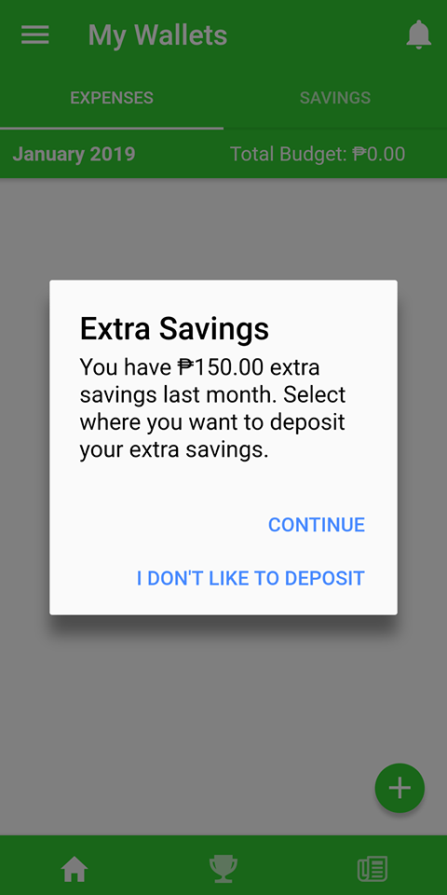 My Wallets
EXPENSES
SAVINGS
January 2019
Total Budget: ₱0.00
Extra Savings
You have ₱150.00 extra
savings last month. Select
where you want to deposit
your extra savings.
CONTINUE
I DON'T LIKE TO DEPOSIT